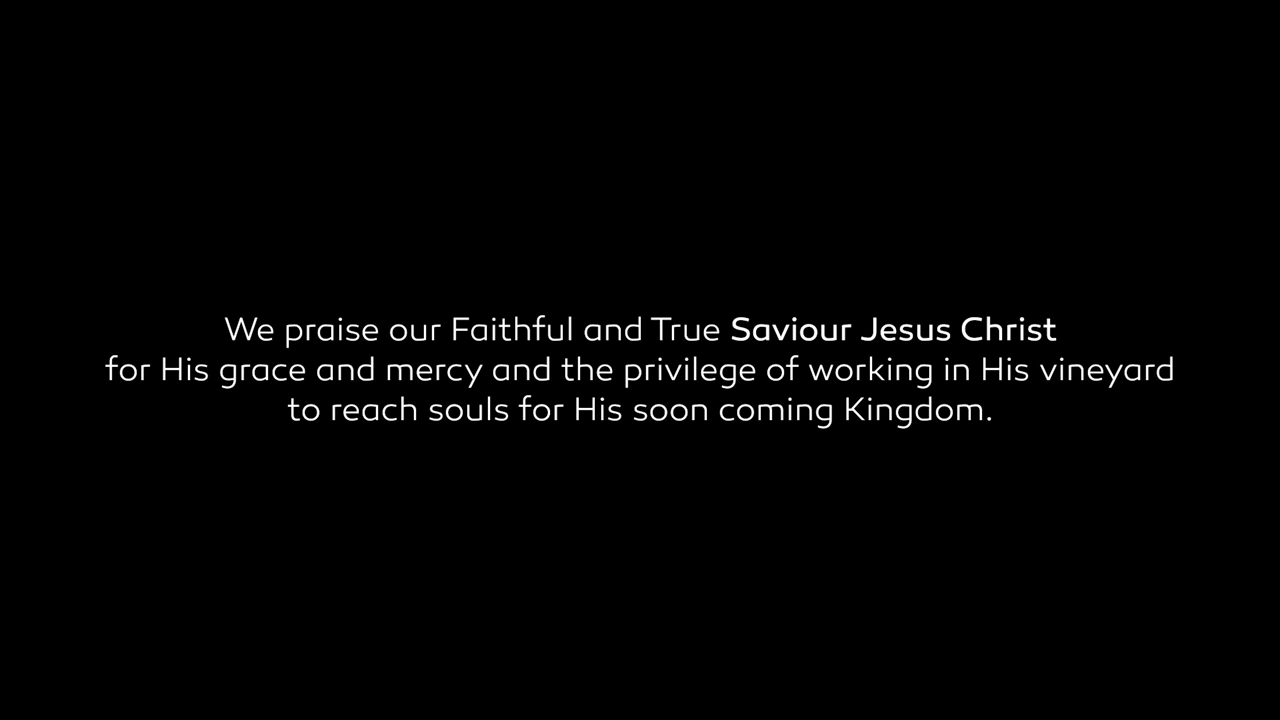 We praise our Faithful and True Saviour Jesus Christ
for His grace and mercy and the privilege of working in His vineyard
to reach souls for His soon coming Kingdom.